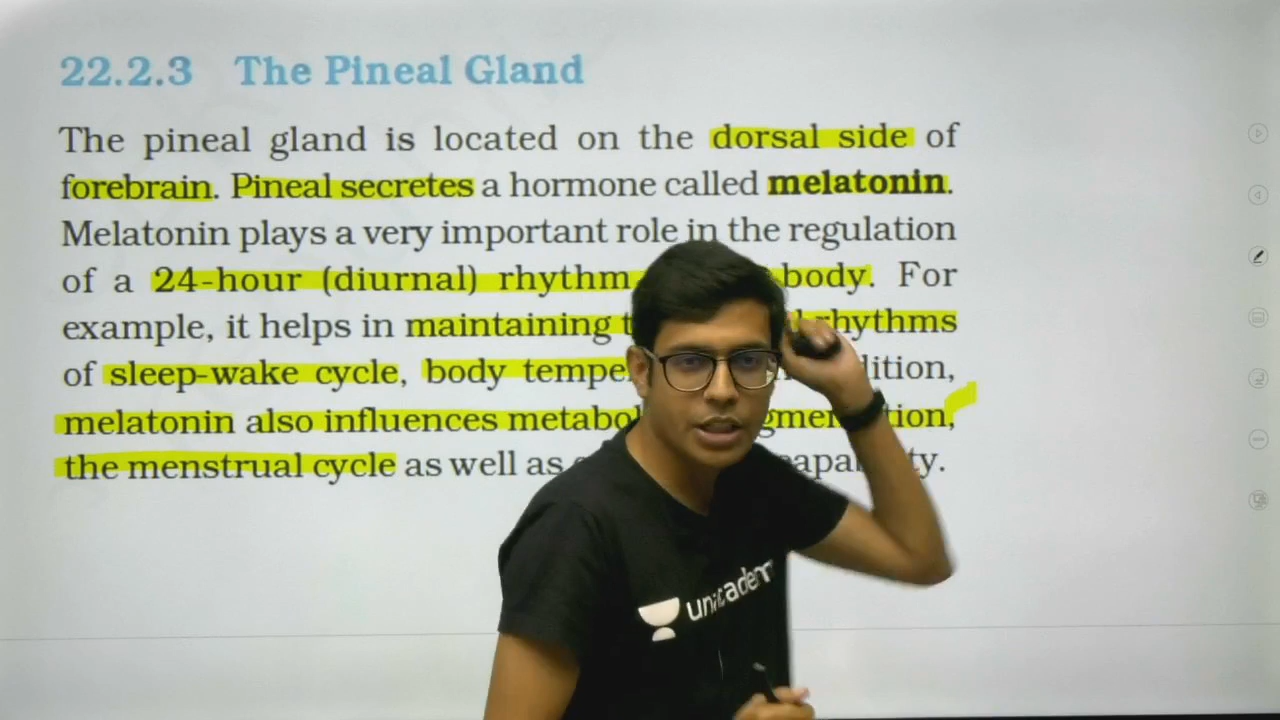 22.2.3 The Pineal Gland
The pineal gland is located on the dorsal side of
forebrain. Pineal secretes a hormone called melatonin.
Melatonin plays a very important role in the regulation
of a 24-hour (diurnal) rhythm body. For
example, it helps in maintaining rhythms
of sleep-wake cycle, body
melatonin also influences
the menstrual cycle as well as
unacademy